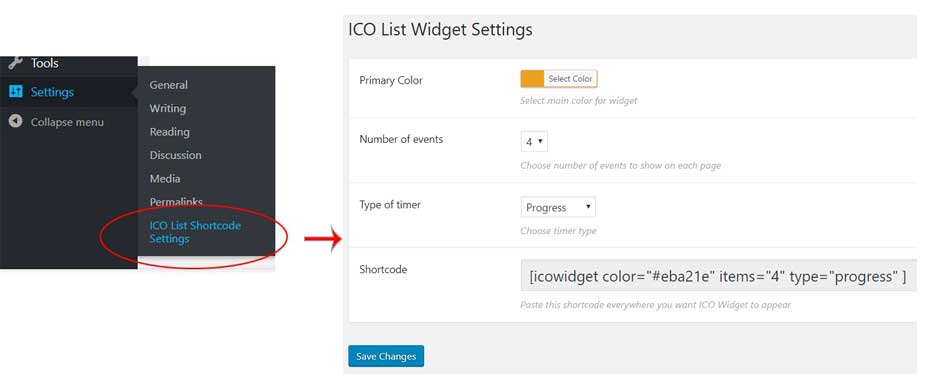 Tools
Settings
Collapse menu
General
Writing
Reading
Discussion
Media
Permalinks
ICO List Shortcode
Settings
ICO List Widget Settings
Primary Color
Select Color
Select main color for widget
Number of events
4
Choose number of events to show on each page
Type of timer
Progress
Choose timer type
Shortcode
[icowidget color="#eba21e" items="4" type="progress" ]
Paste this shortcode everywhere you want ICO Widget to appear
Save Changes